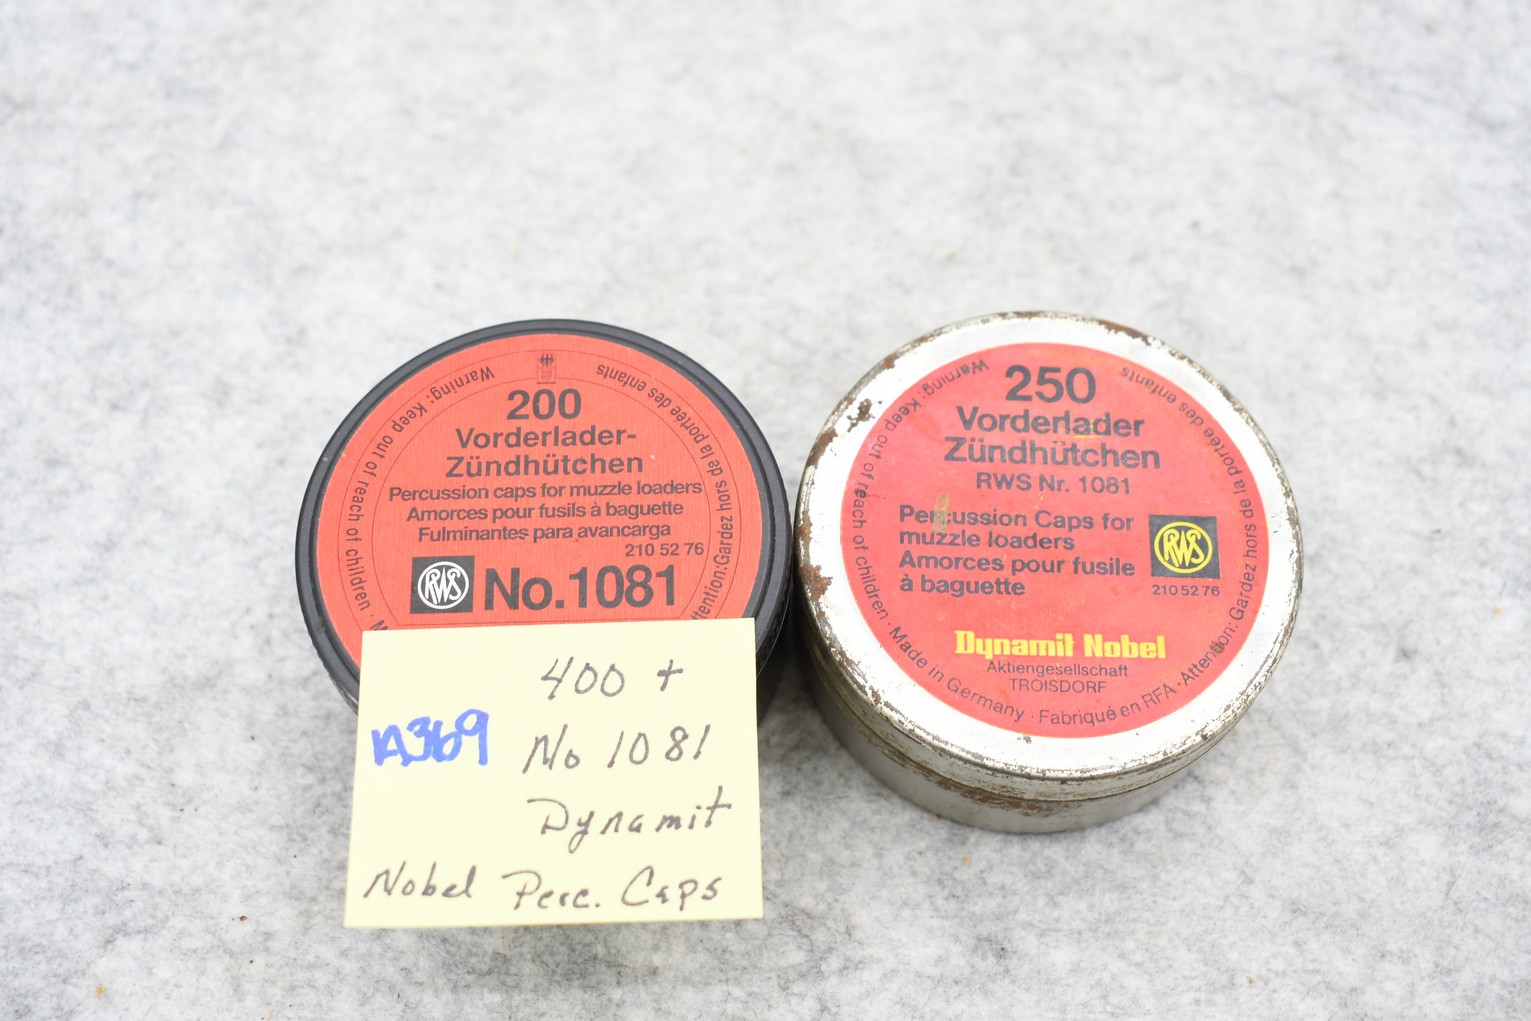 200
Vorderlader-
Zündhütchen
Percussion caps for muzzle loaders
Amorces pour fusils à baguette
Fulminantes para avancarga
210 52 76
RWS No.1081
Warning: Keep out of reach of children ·
ttention: Gardez hors de la portée des enfants
250
Vorderlader
Zündhütchen
RWS Nr. 1081
Percussion Caps for
muzzle loaders
Amorces pour fusile
à baguette
RWS
210 52 76
Dynamit Nobel
Aktiengesellschaft
TROISDORF
Warning: Keep out of reach of children · Made in Germany · Fabriqué en RFA · Attention: Gardez hors de la portée des enfants
400 +
No 1081
Dynamit
Nobel Perc. Caps